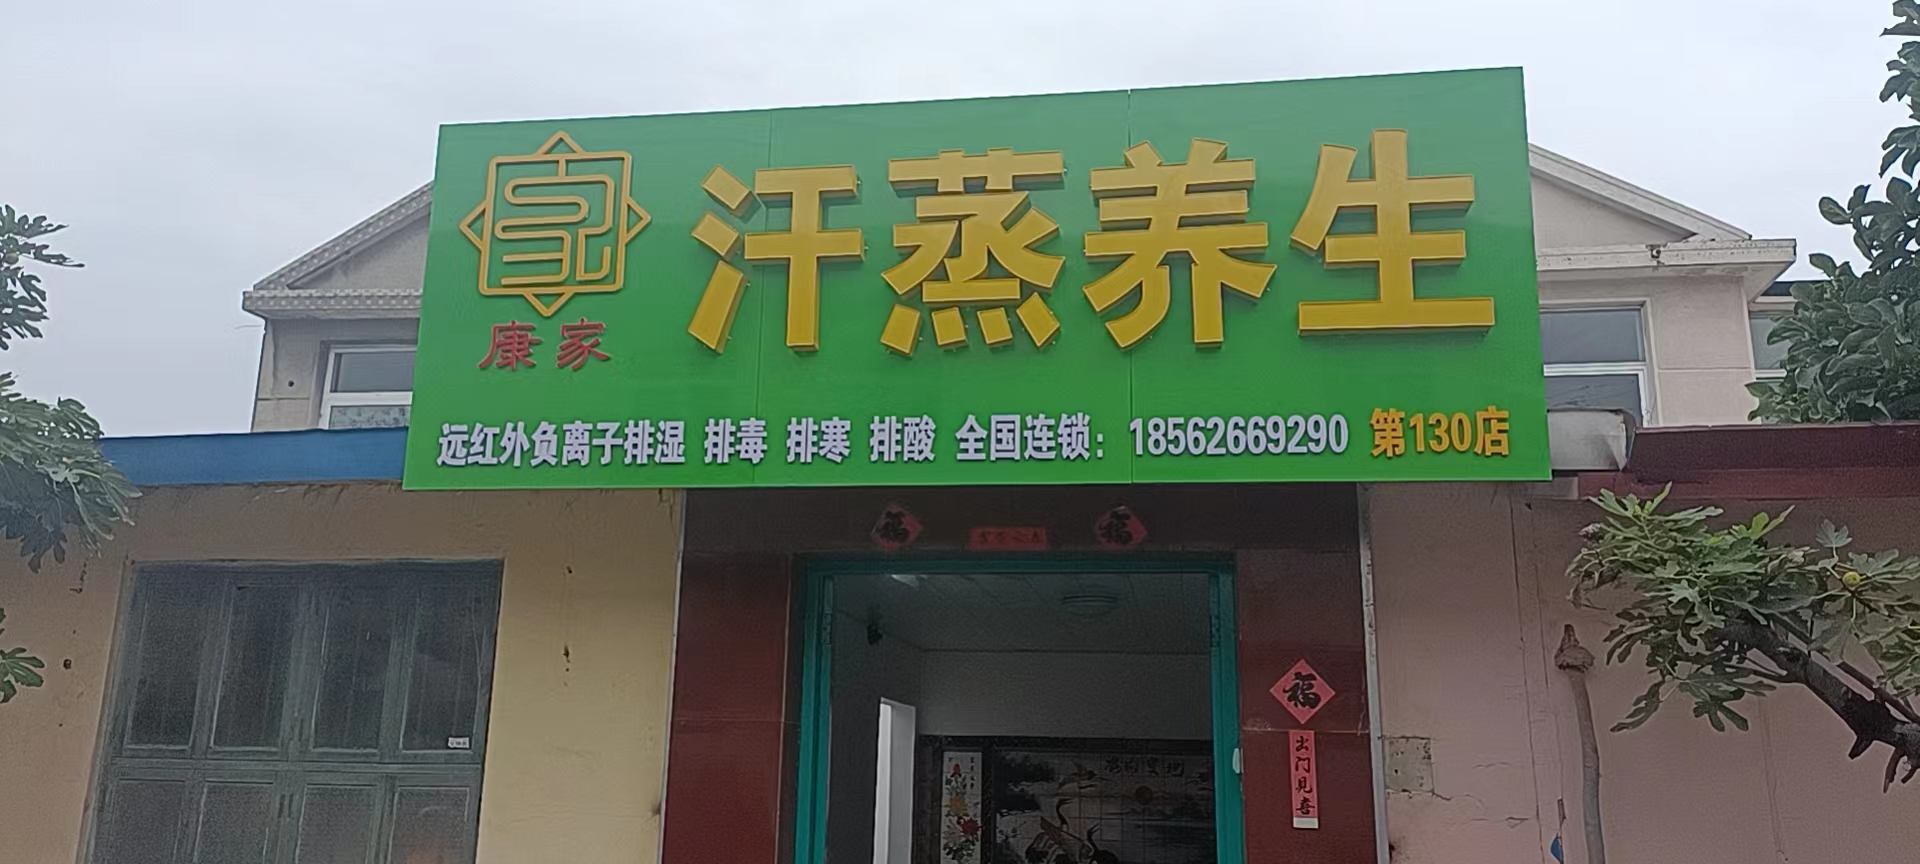 汗蒸养生
康家
远红外负离子排湿 排毒 排寒 排酸 全国连锁：18562669290 第130店
福
福
福
出门见喜